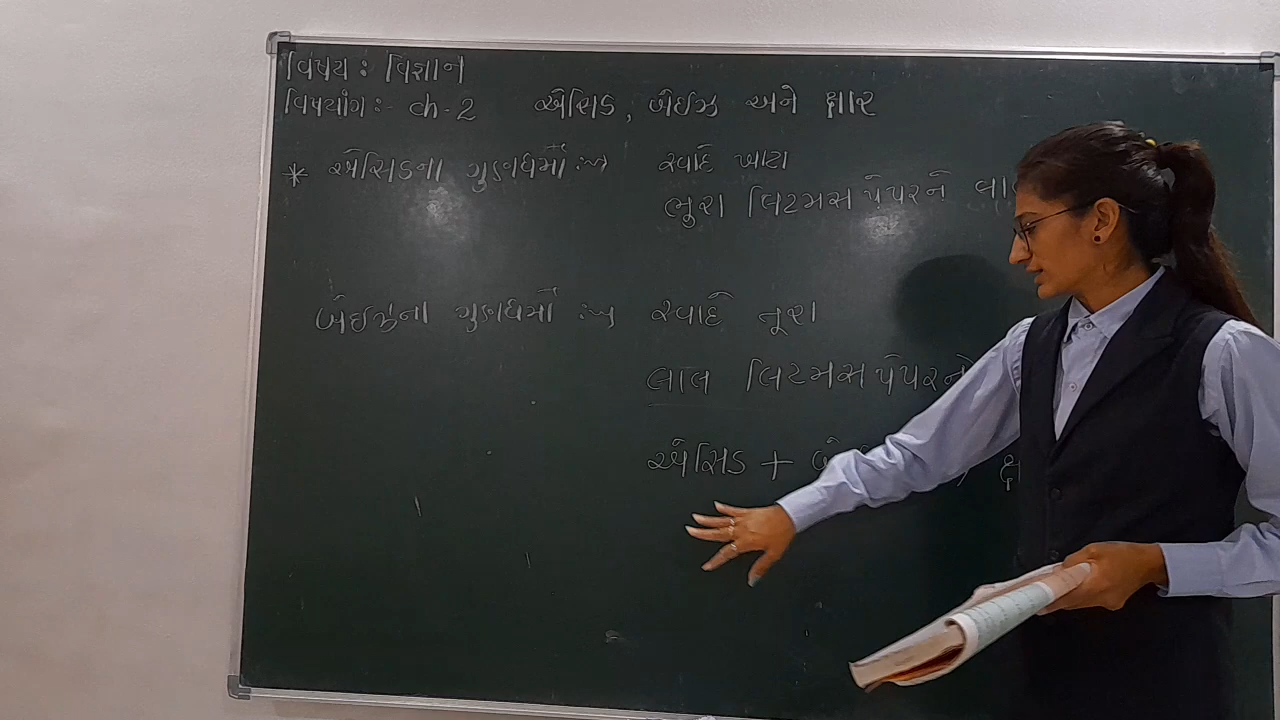 વિષય : વિજ્ઞાન
વિષયાંગ :- ch-2 એસિડ, બેઇઝ અને ક્ષાર
* એસિડના ગુણધર્મો :→ સ્વાદે ખાટા
ભુરા લિટમસ પેપરને
બેઇઝના ગુણધર્મો :→ સ્વાદે તૂરા
લાલ લિટમસ પેપરને
એસિડ +